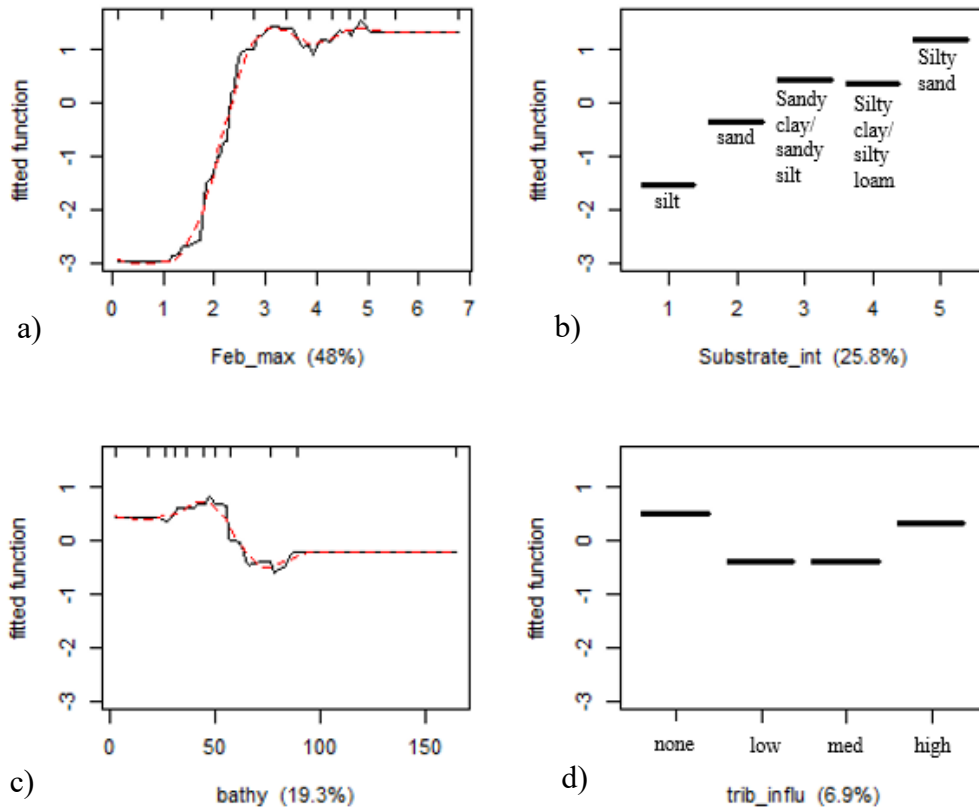 fitted function
1
0
-1
-2
-3
0 1 2 3 4 5 6 7
a)
Feb_max (48%)
fitted function
1
0
-1
-2
-3
silt
sand
Sandy
clay/
sandy
silt
Silty
clay/
silty
loam
Silty
sand
1 2 3 4 5
b)
Substrate_int (25.8%)
fitted function
1
0
-1
-2
-3
0 50 100 150
c)
bathy (19.3%)
fitted function
1
0
-1
-2
-3
none low med high
d)
trib_influ (6.9%)